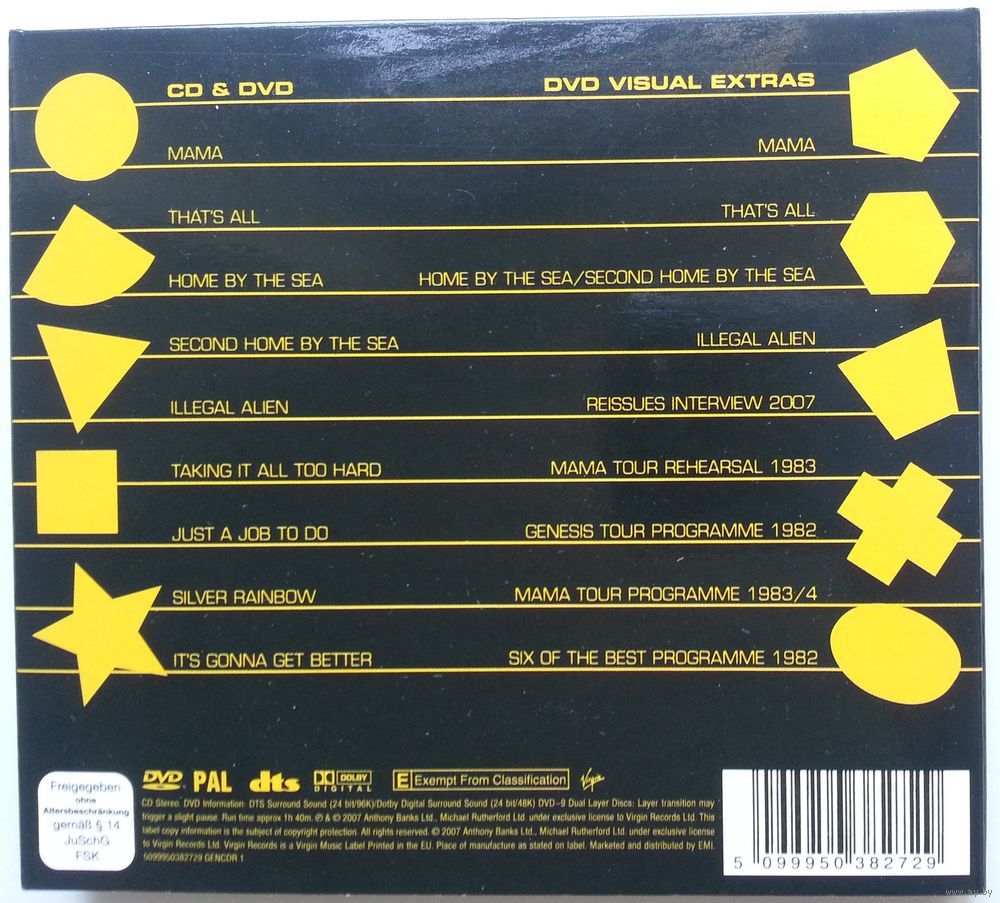 CD & DVD
MAMA
THAT'S ALL
HOME BY THE SEA
SECOND HOME BY THE SEA
ILLEGAL ALIEN
TAKING IT ALL TOO HARD
JUST A JOB TO DO
SILVER RAINBOW
IT'S GONNA GET BETTER
DVD VISUAL EXTRAS
MAMA
THAT'S ALL
HOME BY THE SEA/SECOND HOME BY THE SEA
ILLEGAL ALIEN
REISSUES INTERVIEW 2007
MAMA TOUR REHEARSAL 1983
GENESIS TOUR PROGRAMME 1982
MAMA TOUR PROGRAMME 1983/4
SIX OF THE BEST PROGRAMME 1982
Freigegeben
ohne
Altersbeschränkung
gemäß § 14
JuSchG
FSK
DVD PAL dts DOLBY DIGITAL E Exempt From Classification Virgin
CD Stereo. DVD Information: DTS Surround Sound (24 bit/96K)/Dolby Digital Surround Sound (24 bit/48K) DVD-9 Dual Layer Discs: Layer transition may
trigger a slight pause. Run time approx 1h 40m. ℗ & © 2007 Anthony Banks Ltd., Michael Rutherford Ltd. under exclusive license to Virgin Records Ltd. This
label copy information is the subject of copyright protection. All rights reserved. © 2007 Anthony Banks Ltd., Michael Rutherford Ltd. under exclusive license
to Virgin Records Ltd. Virgin Records is a Virgin Music Label Printed in the EU. Place of manufacture as stated on label. Marketed and distributed by EMI.
5099950382729 GENCDR 1
5 099950 382729
www.ay.by